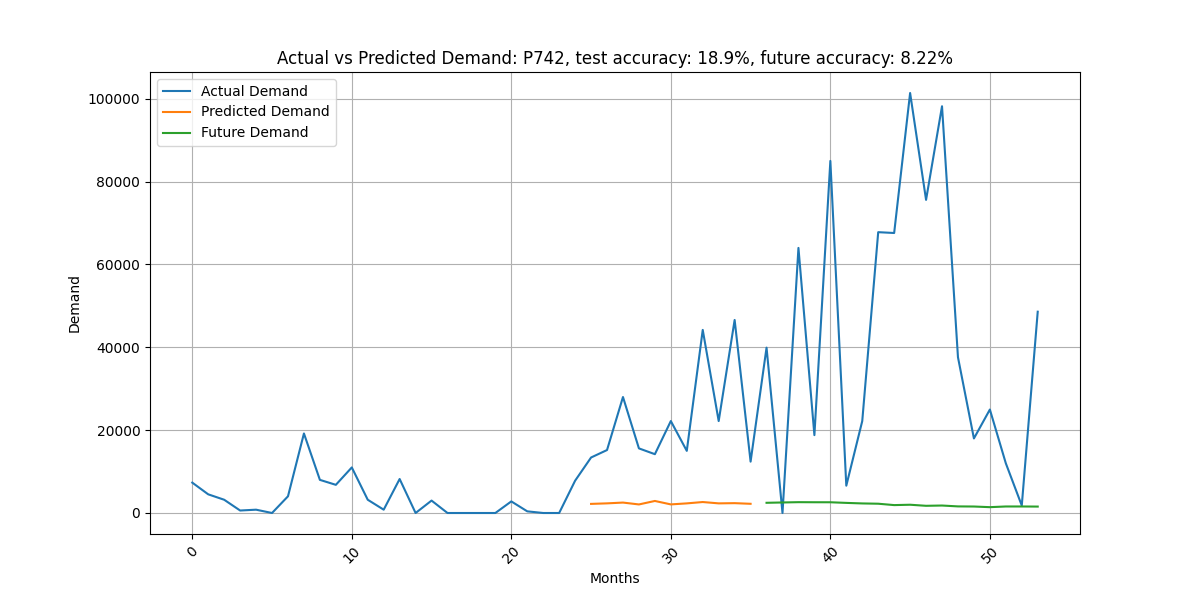 Actual vs Predicted Demand: P742, test accuracy: 18.9%, future accuracy: 8.22%
Actual Demand
Predicted Demand
Future Demand
Demand
100000
80000
60000
40000
20000
0
0
10
20
30
40
50
Months